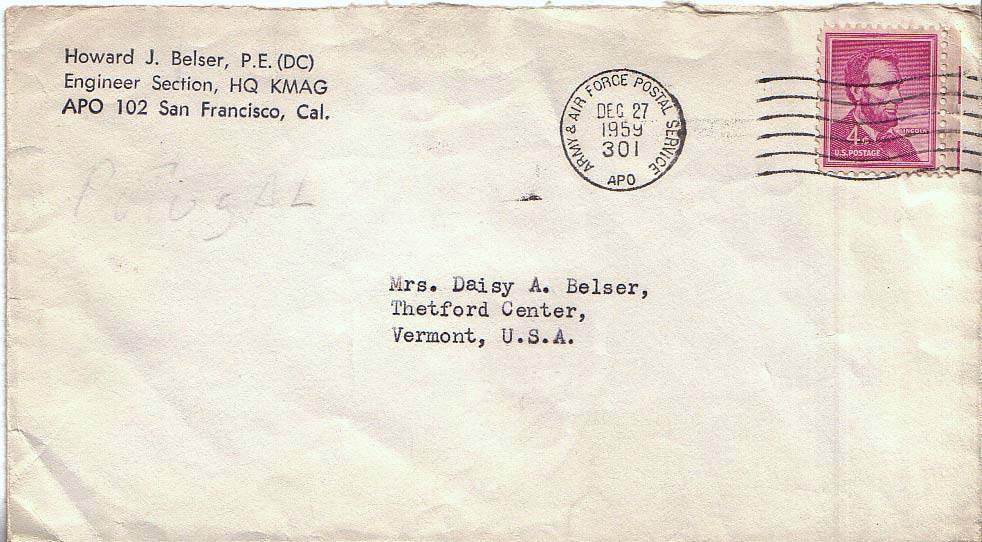 Howard J. Belser, P.E. (DC)
Engineer Section, HQ KMAG
APO 102 San Francisco, Cal.
ARMY & AIR FORCE POSTAL SERVICE
DEC 27
1959
301
APO
4¢
LINCOLN
U.S. POSTAGE
Mrs. Daisy A. Belser,
Thetford Center,
Vermont, U.S.A.